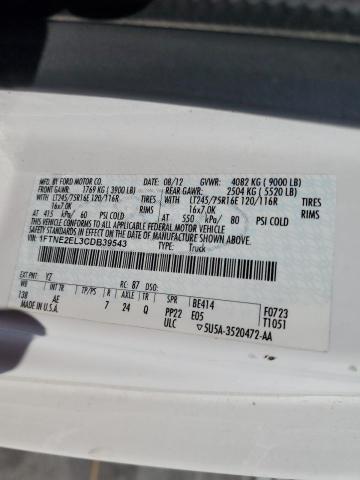 MFD. BY FORD MOTOR CO.
DATE: 08/12 GVWR: 4082 KG ( 9000 LB)
FRONT GAWR: 1769 KG (3900 LB) REAR GAWR: 2504 KG ( 5520 LB)
WITH LT245/75R16E 120/116R TIRES WITH LT245/75R16E 120/116R TIRES
16x7.0K RIMS 16x7.0K RIMS
AT 415 kPa/ 60 PSI COLD AT 550 kPa/ 80 PSI COLD
THIS VEHICLE CONFORMS TO ALL APPLICABLE FEDERAL MOTOR VEHICLE
SAFETY STANDARDS IN EFFECT ON THE DATE OF MANUFACTURE SHOWN ABOVE.
VIN: 1FTNE2EL3CDB39543 TYPE: Truck
EXT PNT: YZ RC: 87 DSO: F0723
WB INT TR TP/PS R AXLE TR SPR BE414 T1051
138 AE 7 24 Q PP22 E05
MADE IN U.S.A. ULC 5U5A-3520472-AA